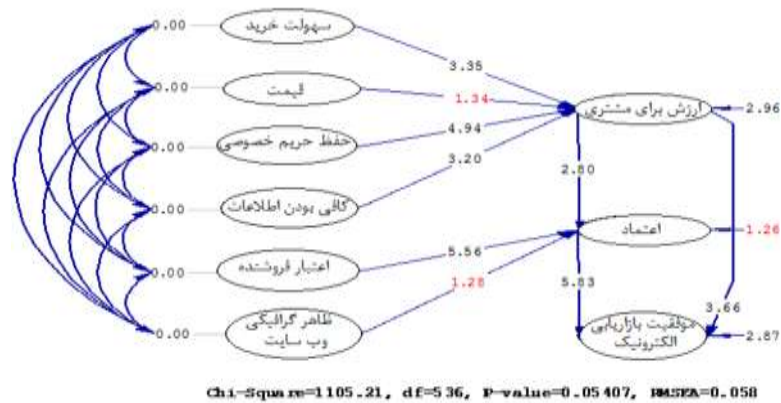 0.00
سهولت خرید
3.35
0.00
قیمت
1.34
ارزش برای مشتری
2.96
4.94
0.00
حفظ حریم خصوصی
3.20
2.80
0.00
کافی بودن اطلاعات
اعتماد
1.26
5.56
0.00
اعتبار فروشنده
1.28
5.83
3.66
0.00
ظاهر گرافیکی
وب سایت
موفقیت بازاریابی
الکترونیک
2.87
Chi-Square=1105.21, df=536, P-value=0.05407, RMSEA=0.058